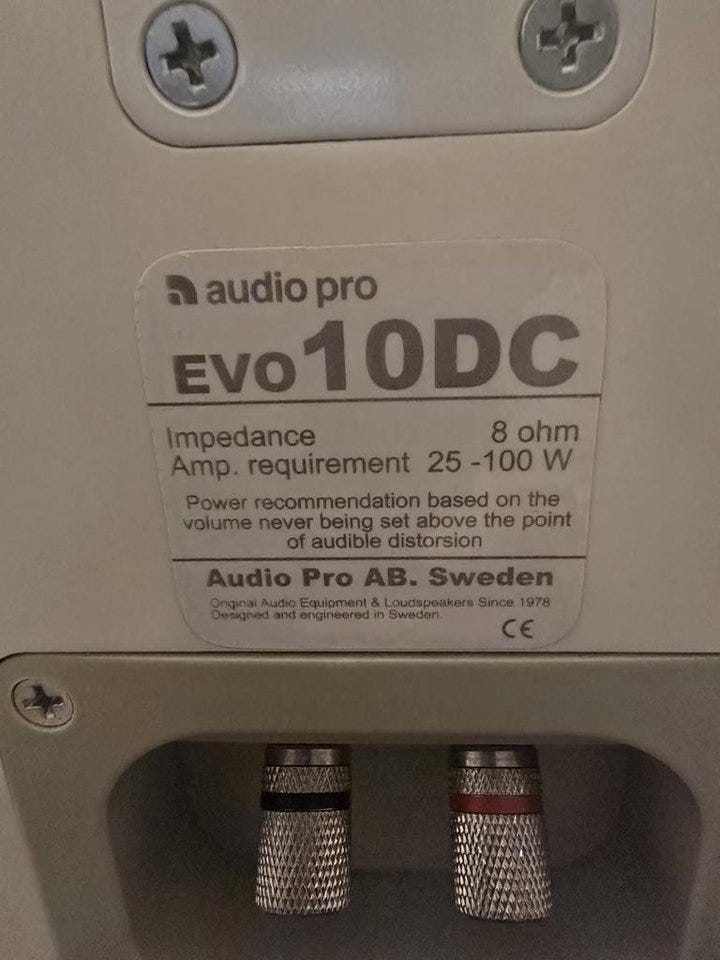 audio pro
EVO10DC
Impedance 8 ohm
Amp. requirement 25 -100 W
Power recommendation based on the
volume never being set above the point
of audible distorsion
Audio Pro AB. Sweden
Original Audio Equipment & Loudspeakers Since 1978
Designed and engineered in Sweden.
CE